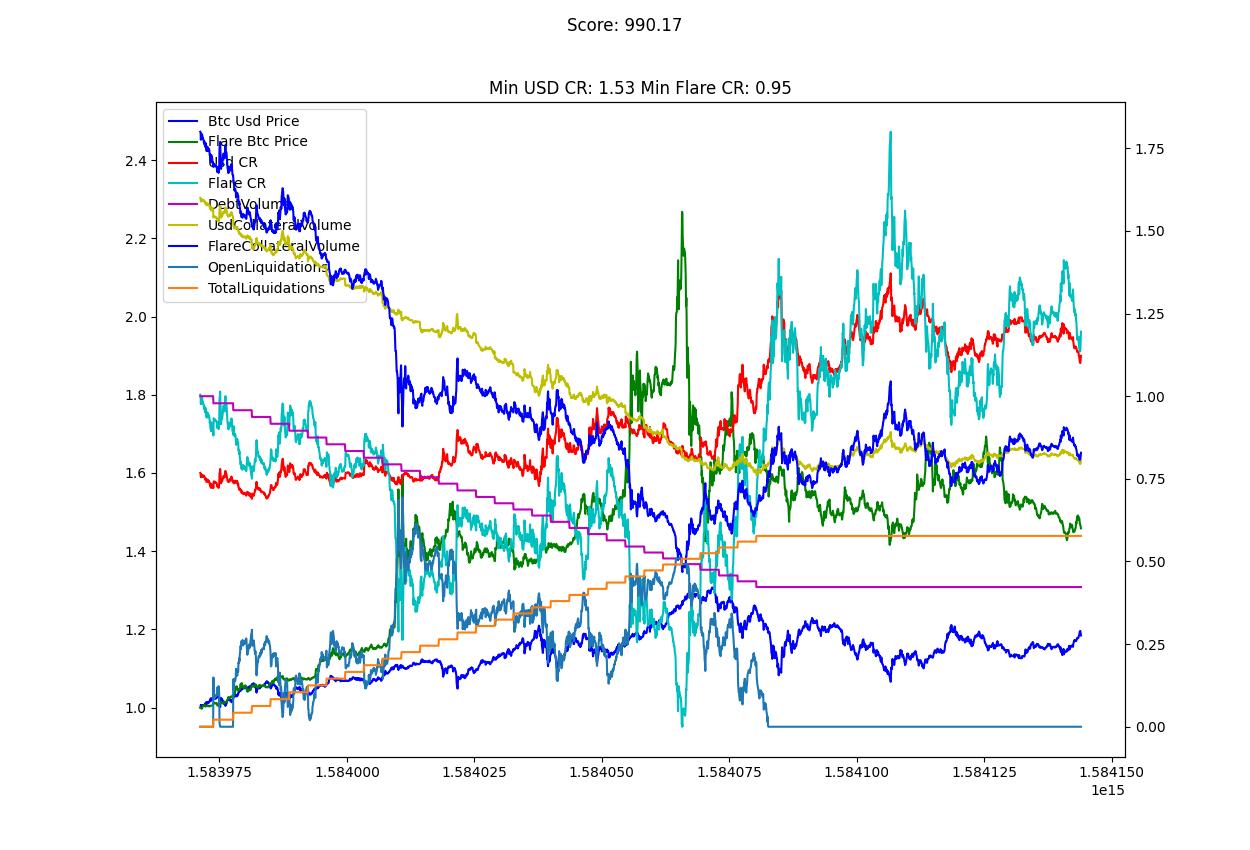 Score: 990.17
Min USD CR: 1.53 Min Flare CR: 0.95
Btc Usd Price
Flare Btc Price
Usd CR
Flare CR
DebtVolume
UsdCollateralVolume
FlareCollateralVolume
OpenLiquidations
TotalLiquidations
2.4
2.2
2.0
1.8
1.6
1.4
1.2
1.0
1.75
1.50
1.25
1.00
0.75
0.50
0.25
0.00
1.583975 1.584000 1.584025 1.584050 1.584075 1.584100 1.584125 1.584150
1e15